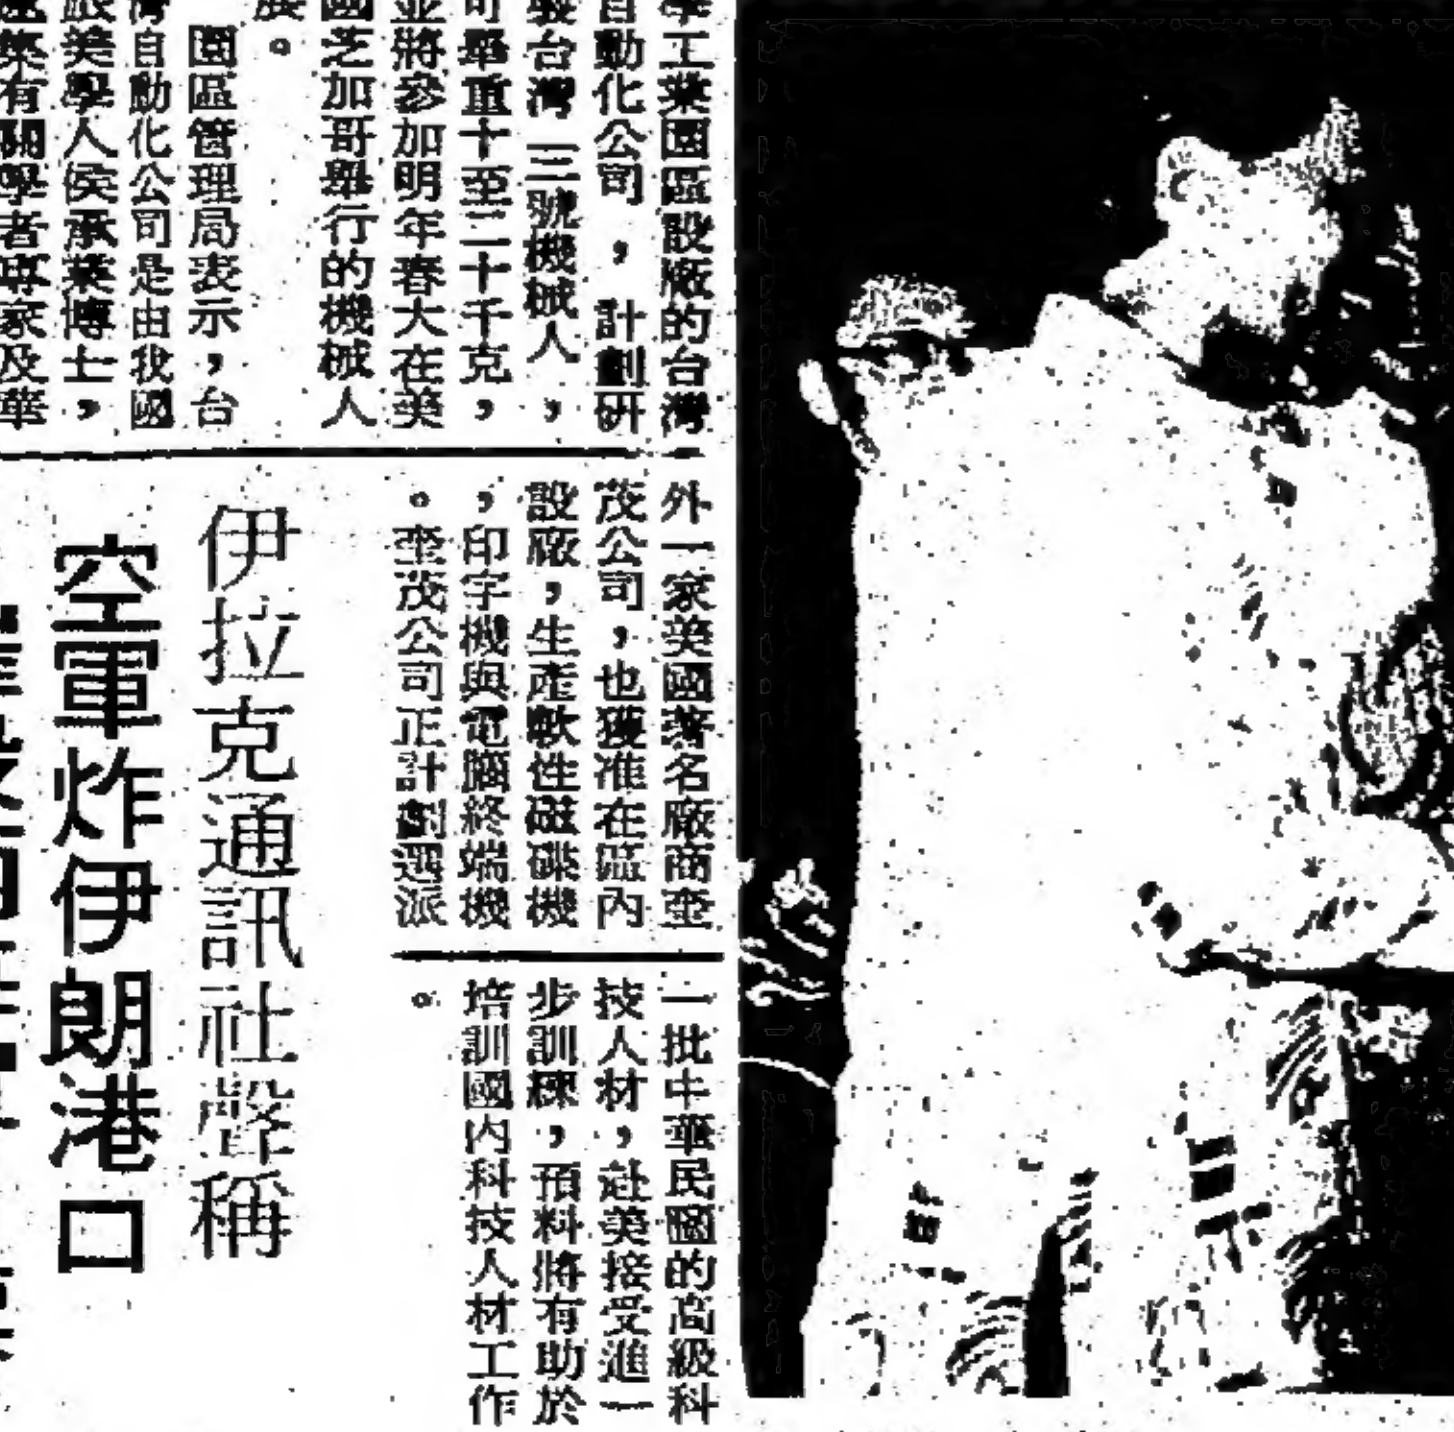 學工業園區設廠的台灣
自動化公司，計劃研
發台灣三號機械人，
可舉重十至二十千克，
並將參加明年春大在美
國芝加哥舉行的機械人
展。
園區管理局表示，台
灣自動化公司是由我國
旅美學人侯承業博士，
集有關學者專家及華
外一家美國著名廠商奎
茂公司，也獲准在區內
設廠，生產軟性磁碟機
，印字機與電腦終端機
。奎茂公司正計劃選派
一批中華民國的高級科
技人材，赴美接受進一
步訓練，預料將有助於
培訓國內科技人材工作
。
伊拉克通訊社聲稱
空軍炸伊朗港口